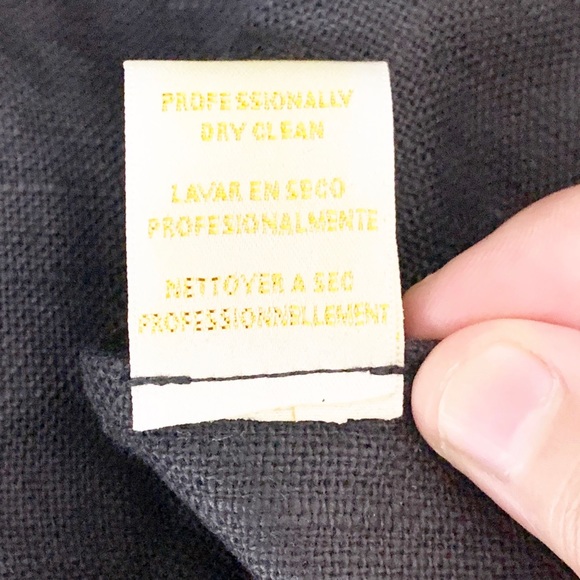 PROFESSIONALLY
DRY CLEAN
LAVAR EN SECO
PROFESIONALMENTE
NETTOYER A SEC
PROFESSIONNELLEMENT